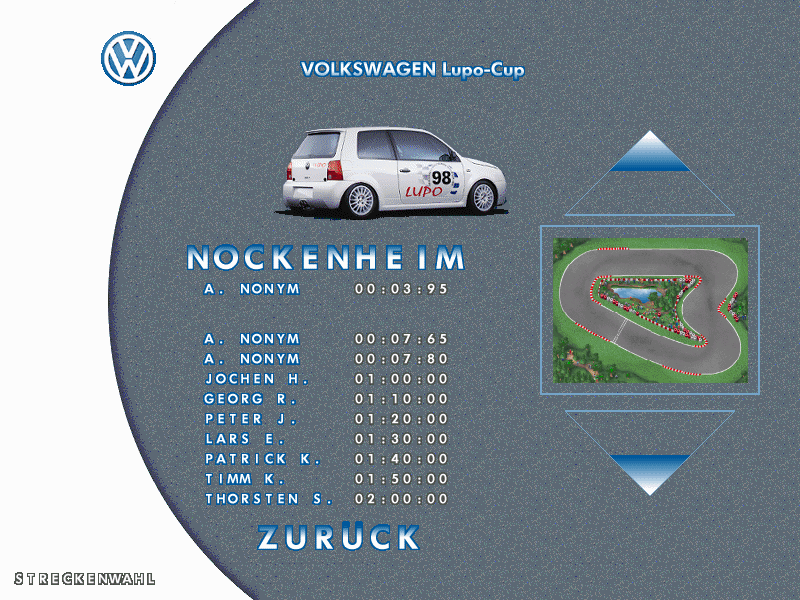 VOLKSWAGEN Lupo-Cup
98
LUPO
NOCKENHEIM
A. NONYM 00:03:95
A. NONYM 00:07:65
A. NONYM 00:07:80
JOCHEN H. 01:00:00
GEORG R. 01:10:00
PETER J. 01:20:00
LARS E. 01:30:00
PATRICK K. 01:40:00
TIMM K. 01:50:00
THORSTEN S. 02:00:00
ZURÜCK
STRECKENWAHL